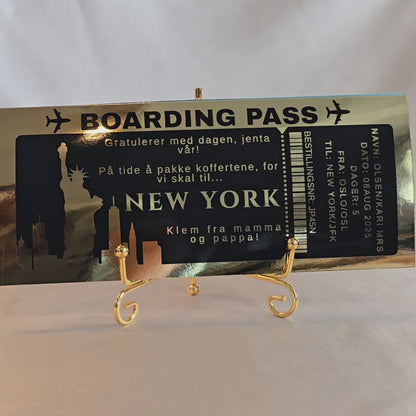 BOARDING PASS
Gratulerer med dagen, jenta
vår!
På tide å pakke koffertene, for
vi skal til...
NEW YORK
Klem fra mamma
og pappa!
BESTILLINGSNR: JP45N
TIL: NEW YORK/JFK
FRA: OSLO/OSL
DAGER: 5
DATO: 08AUG 2025
NAVN: OLSEN/KARI MRS